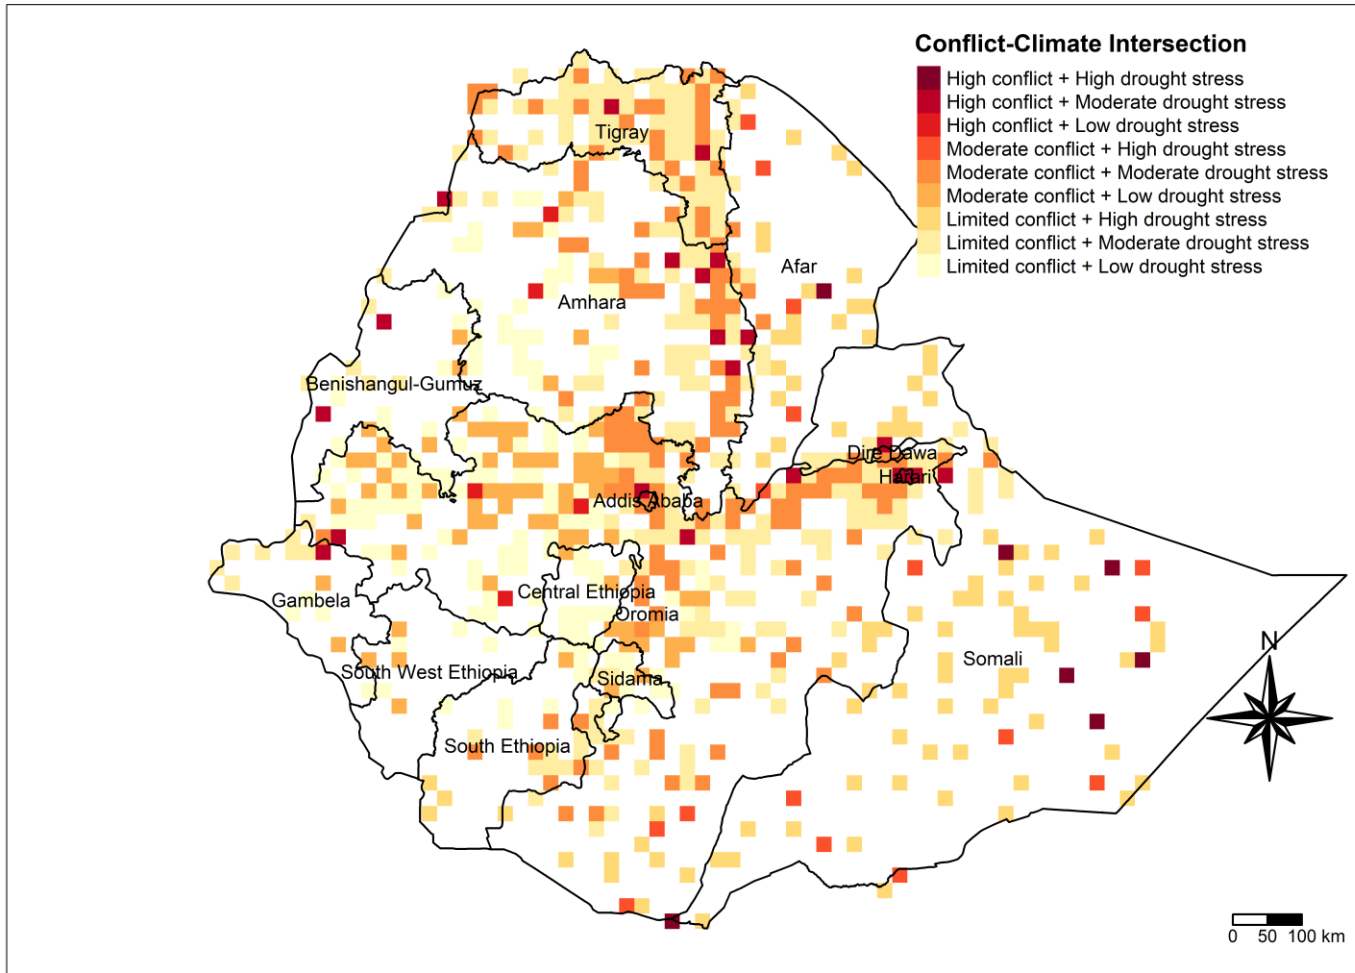 Conflict-Climate Intersection
High conflict + High drought stress
High conflict + Moderate drought stress
High conflict + Low drought stress
Moderate conflict + High drought stress
Moderate conflict + Moderate drought stress
Moderate conflict + Low drought stress
Limited conflict + High drought stress
Limited conflict + Moderate drought stress
Limited conflict + Low drought stress
Tigray
Afar
Amhara
Benishangul-Gumuz
Dire Dawa
Harari
Addis Ababa
Central Ethiopia
Gambela
Oromia
South West Ethiopia
Sidama
Somali
South Ethiopia
N
0 50 100 km